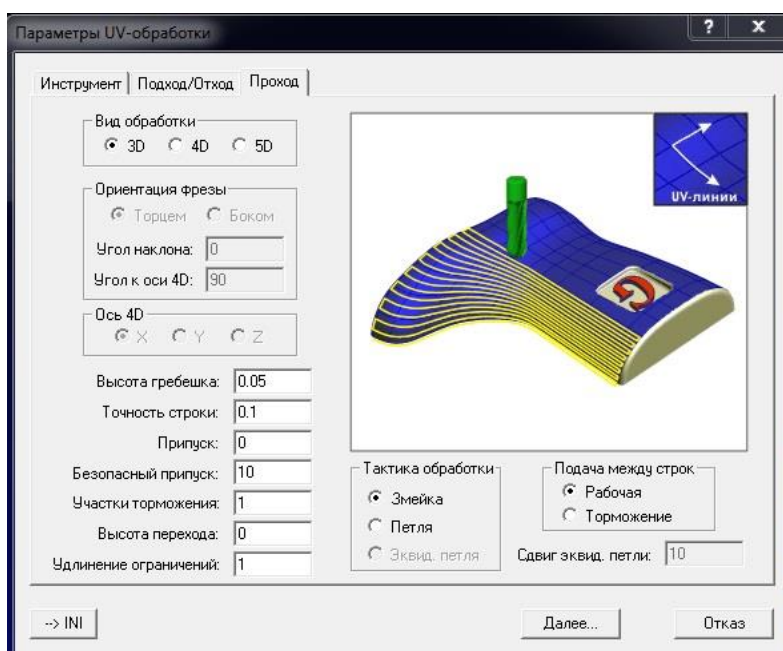 Параметры UV-обработки
? x
Инструмент Подход/Отход Проход
Вид обработки
3D 4D 5D
Ориентация фрезы
Торцем Боком
Угол наклона: 0
Угол к оси 4D: 90
Ось 4D
X Y Z
Высота гребешка: 0.05
Точность строки: 0.1
Припуск: 0
Безопасный припуск: 10
Участки торможения: 1
Высота перехода: 0
Удлинение ограничений: 1
UV-линии
G
Тактика обработки
Змейка
Петля
Эквид. петля
Подача между строк
Рабочая
Торможение
Сдвиг эквид. петли: 10
--> INI
Далее...
Отказ